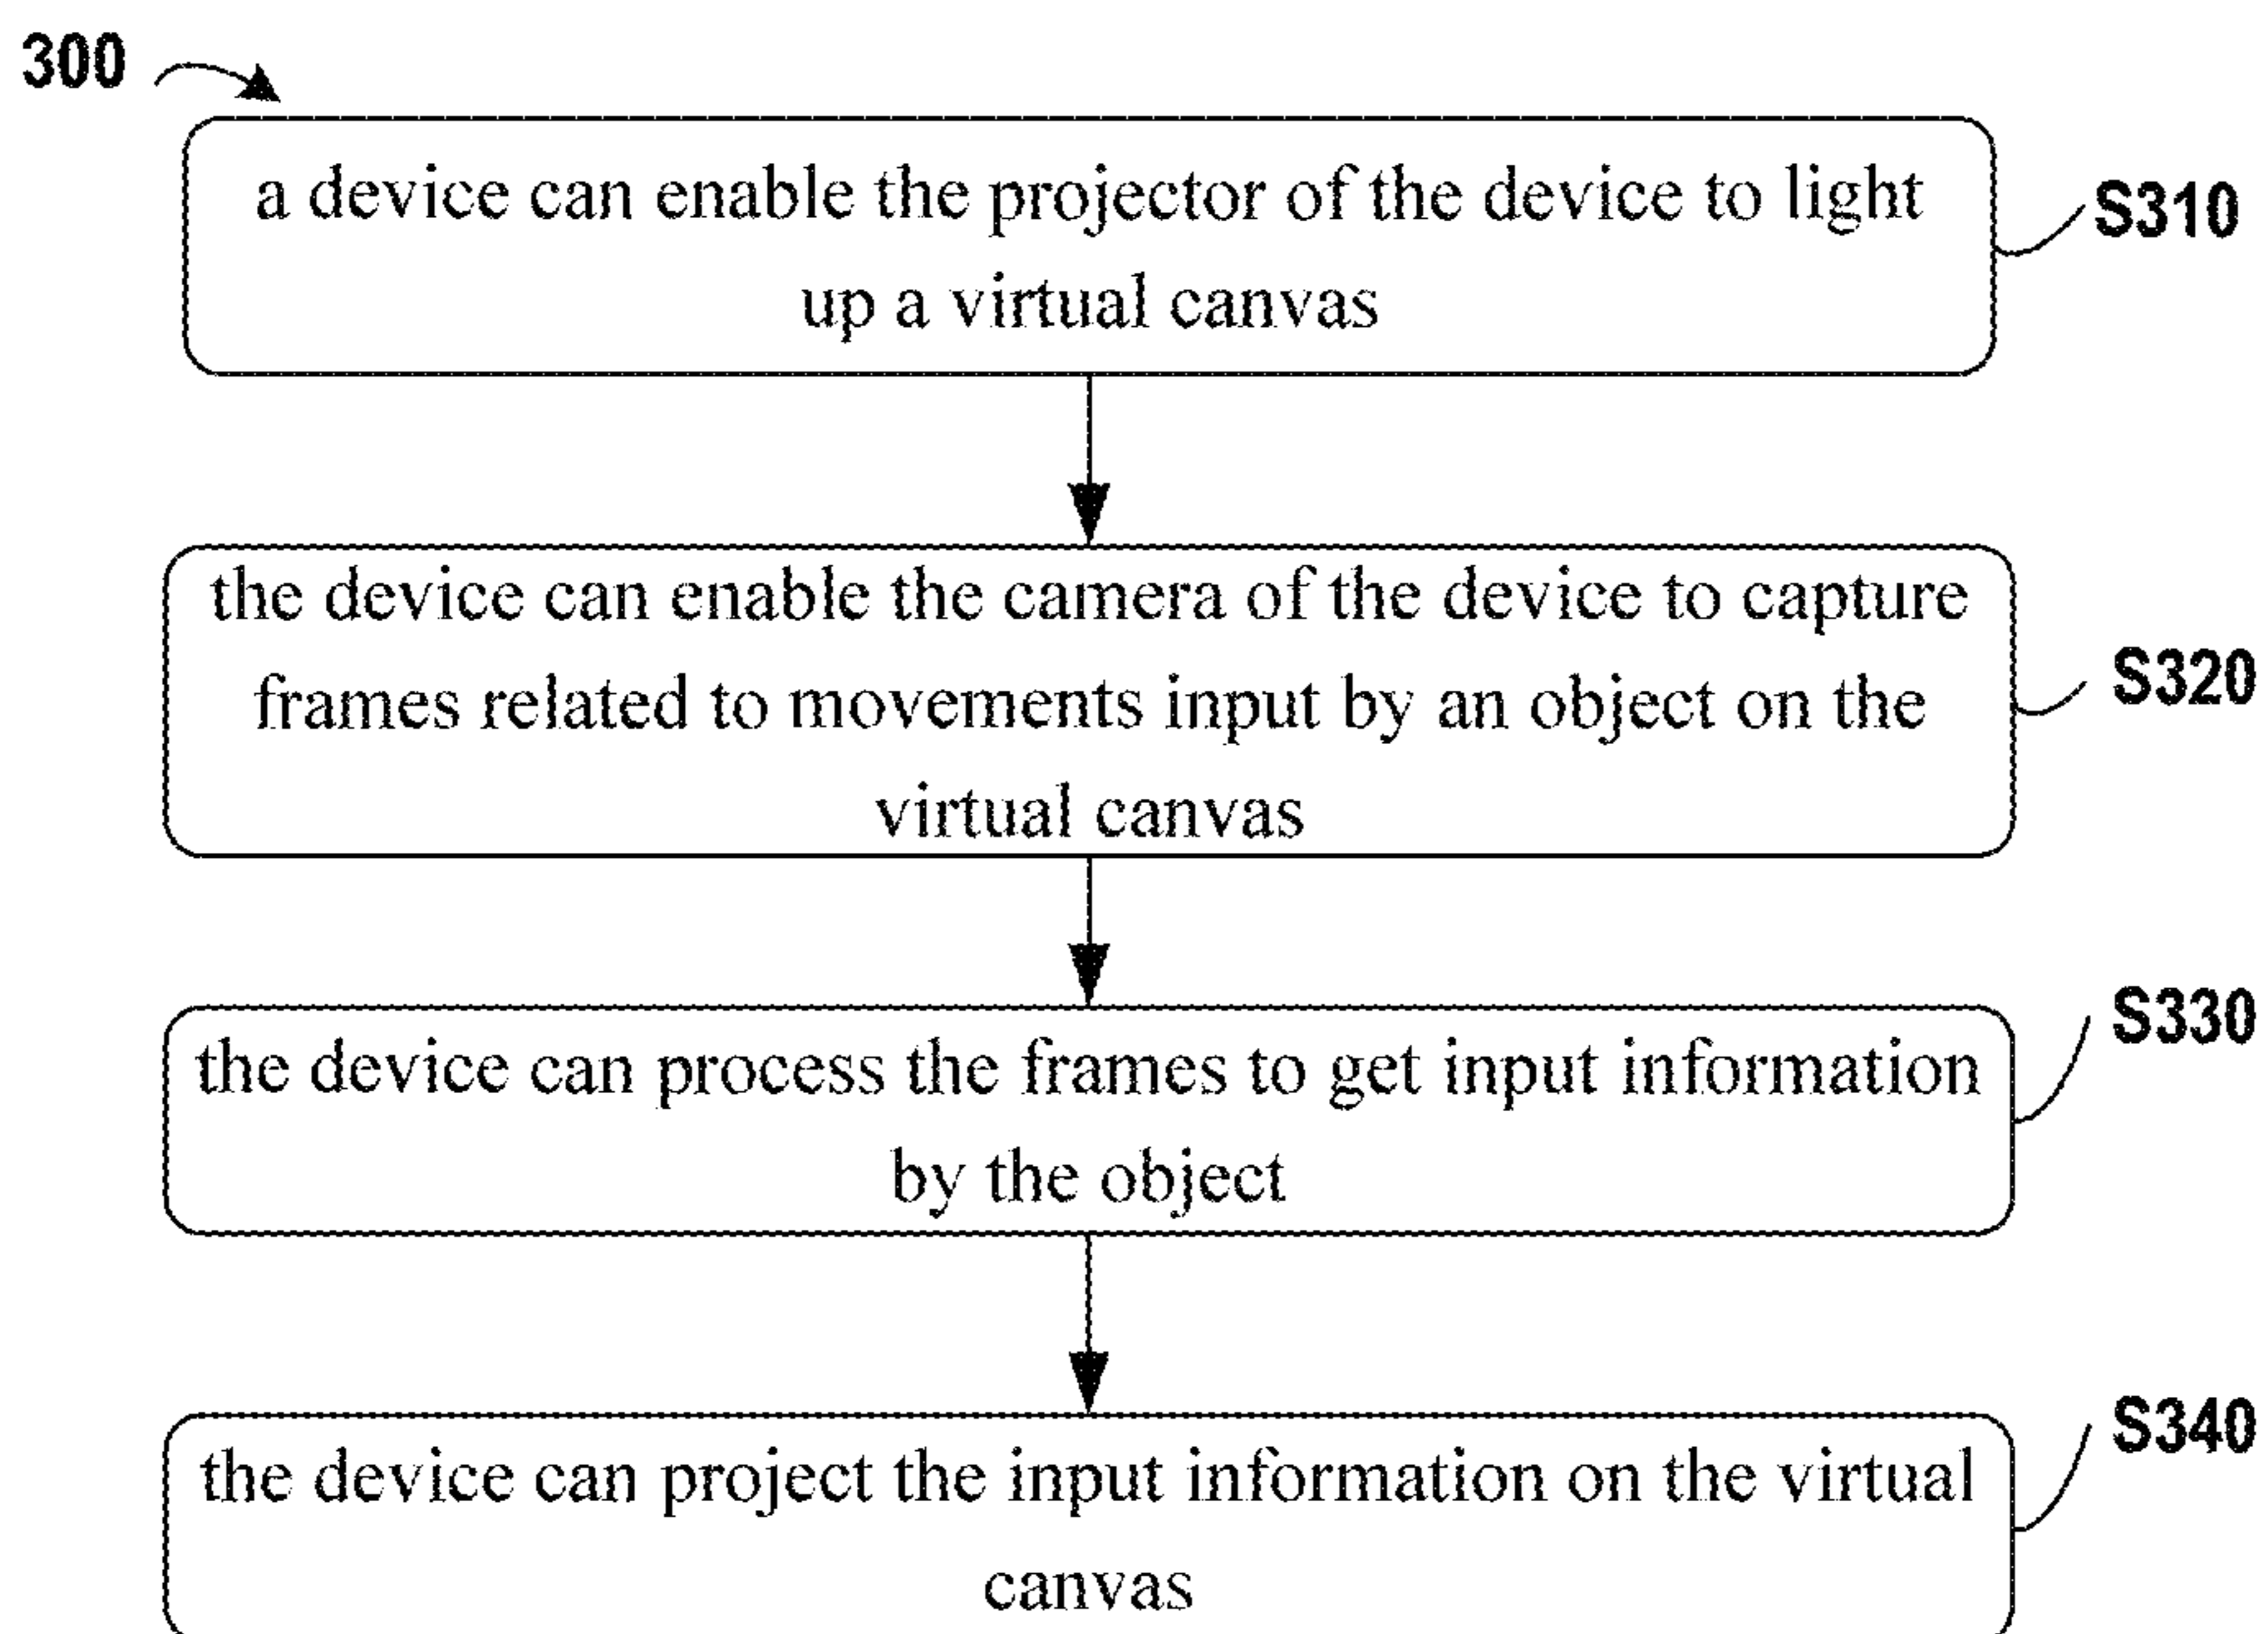 300
a device can enable the projector of the device to light
up a virtual canvas
S310
the device can enable the camera of the device to capture
frames related to movements input by an object on the
virtual canvas
S320
the device can process the frames to get input information
by the object
S330
the device can project the input information on the virtual
canvas
S340